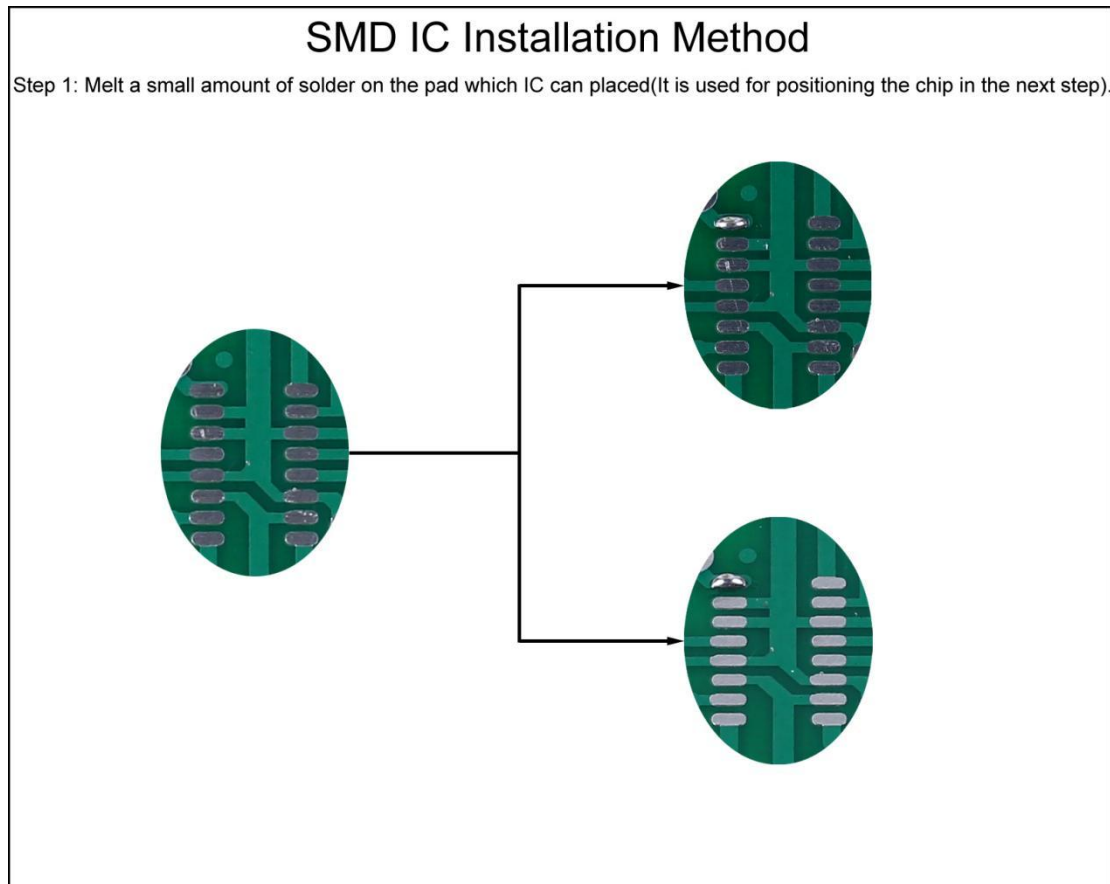 SMD IC Installation Method
Step 1: Melt a small amount of solder on the pad which IC can placed(It is used for positioning the chip in the next step).